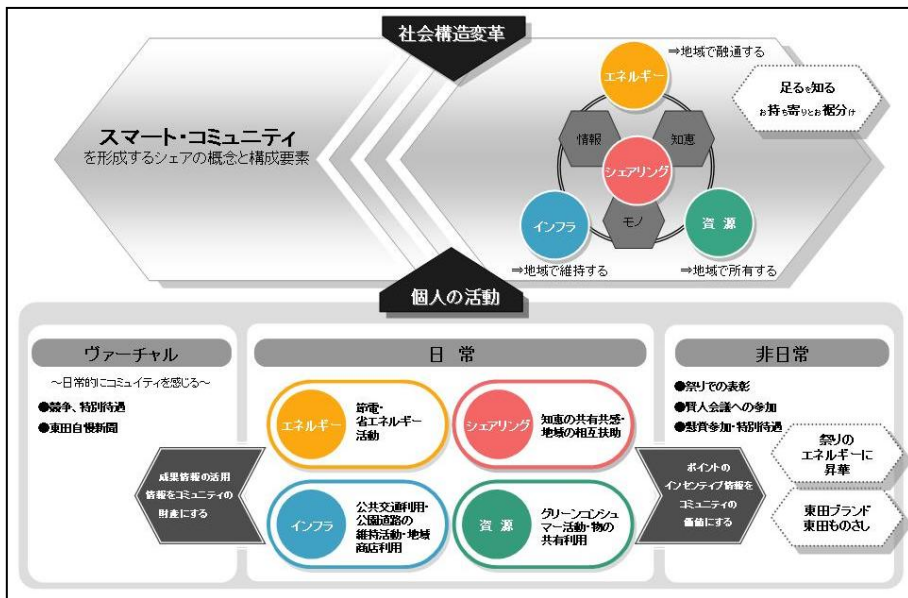 社会構造変革
⇒地域で融通する
エネルギー
足るを知る
お持ち寄りとお裾分け
スマート・コミュニティ
を形成するシェアの概念と構成要素
情報
知恵
シェアリング
モノ
インフラ
資源
⇒地域で維持する
⇒地域で所有する
個人の活動
ヴァーチャル
～日常的にコミュイティを感じる～
●競争、特別待遇
●東田自慢新聞
成果情報の活用
情報をコミュニティの
財産にする
日常
エネルギー
節電・
省エネルギー
活動
シェアリング
知恵の共有共感・
地域の相互扶助
インフラ
公共交通利用・
公園道路の
維持活動・地域
商店利用
資源
グリーンコンシュ
マー活動・物の
共有利用
非日常
●祭りでの表彰
●賢人会議への参加
●懸賞参加・特別待遇
ポイントの
インセンティブ情報を
コミュニティの
価値にする
祭りの
エネルギーに
昇華
東田ブランド
東田ものさし